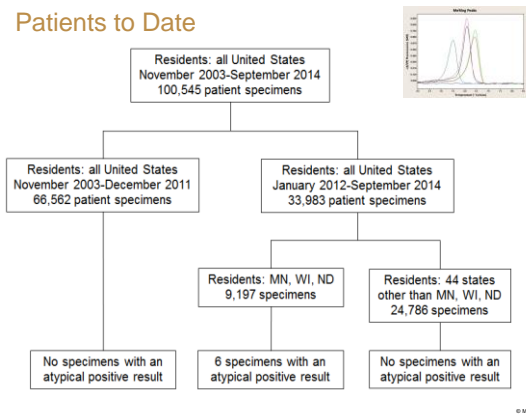 Patients to Date
Melting Peaks
Residents: all United States
November 2003-September 2014
100,545 patient specimens
Residents: all United States
November 2003-December 2011
66,562 patient specimens
Residents: all United States
January 2012-September 2014
33,983 patient specimens
Residents: MN, WI, ND
9,197 specimens
Residents: 44 states
other than MN, WI, ND
24,786 specimens
No specimens with an
atypical positive result
6 specimens with an
atypical positive result
No specimens with an
atypical positive result